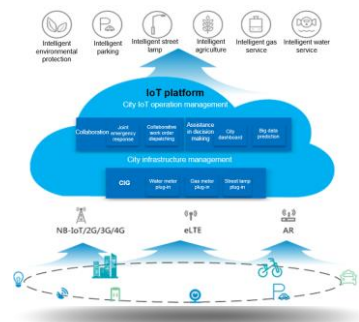 Intelligent environmental protection
Intelligent parking
Intelligent street lamp
Intelligent agriculture
Intelligent gas service
Intelligent water service
IoT platform
City IoT operation management
Collaboration
Joint emergency response
Collaborative work order dispatching
Assistance in decision making
City dashboard
Big data prediction
City infrastructure management
CIG
Water meter plug-in
Gas meter plug-in
Street lamp plug-in
NB-IoT/2G/3G/4G
eLTE
AR